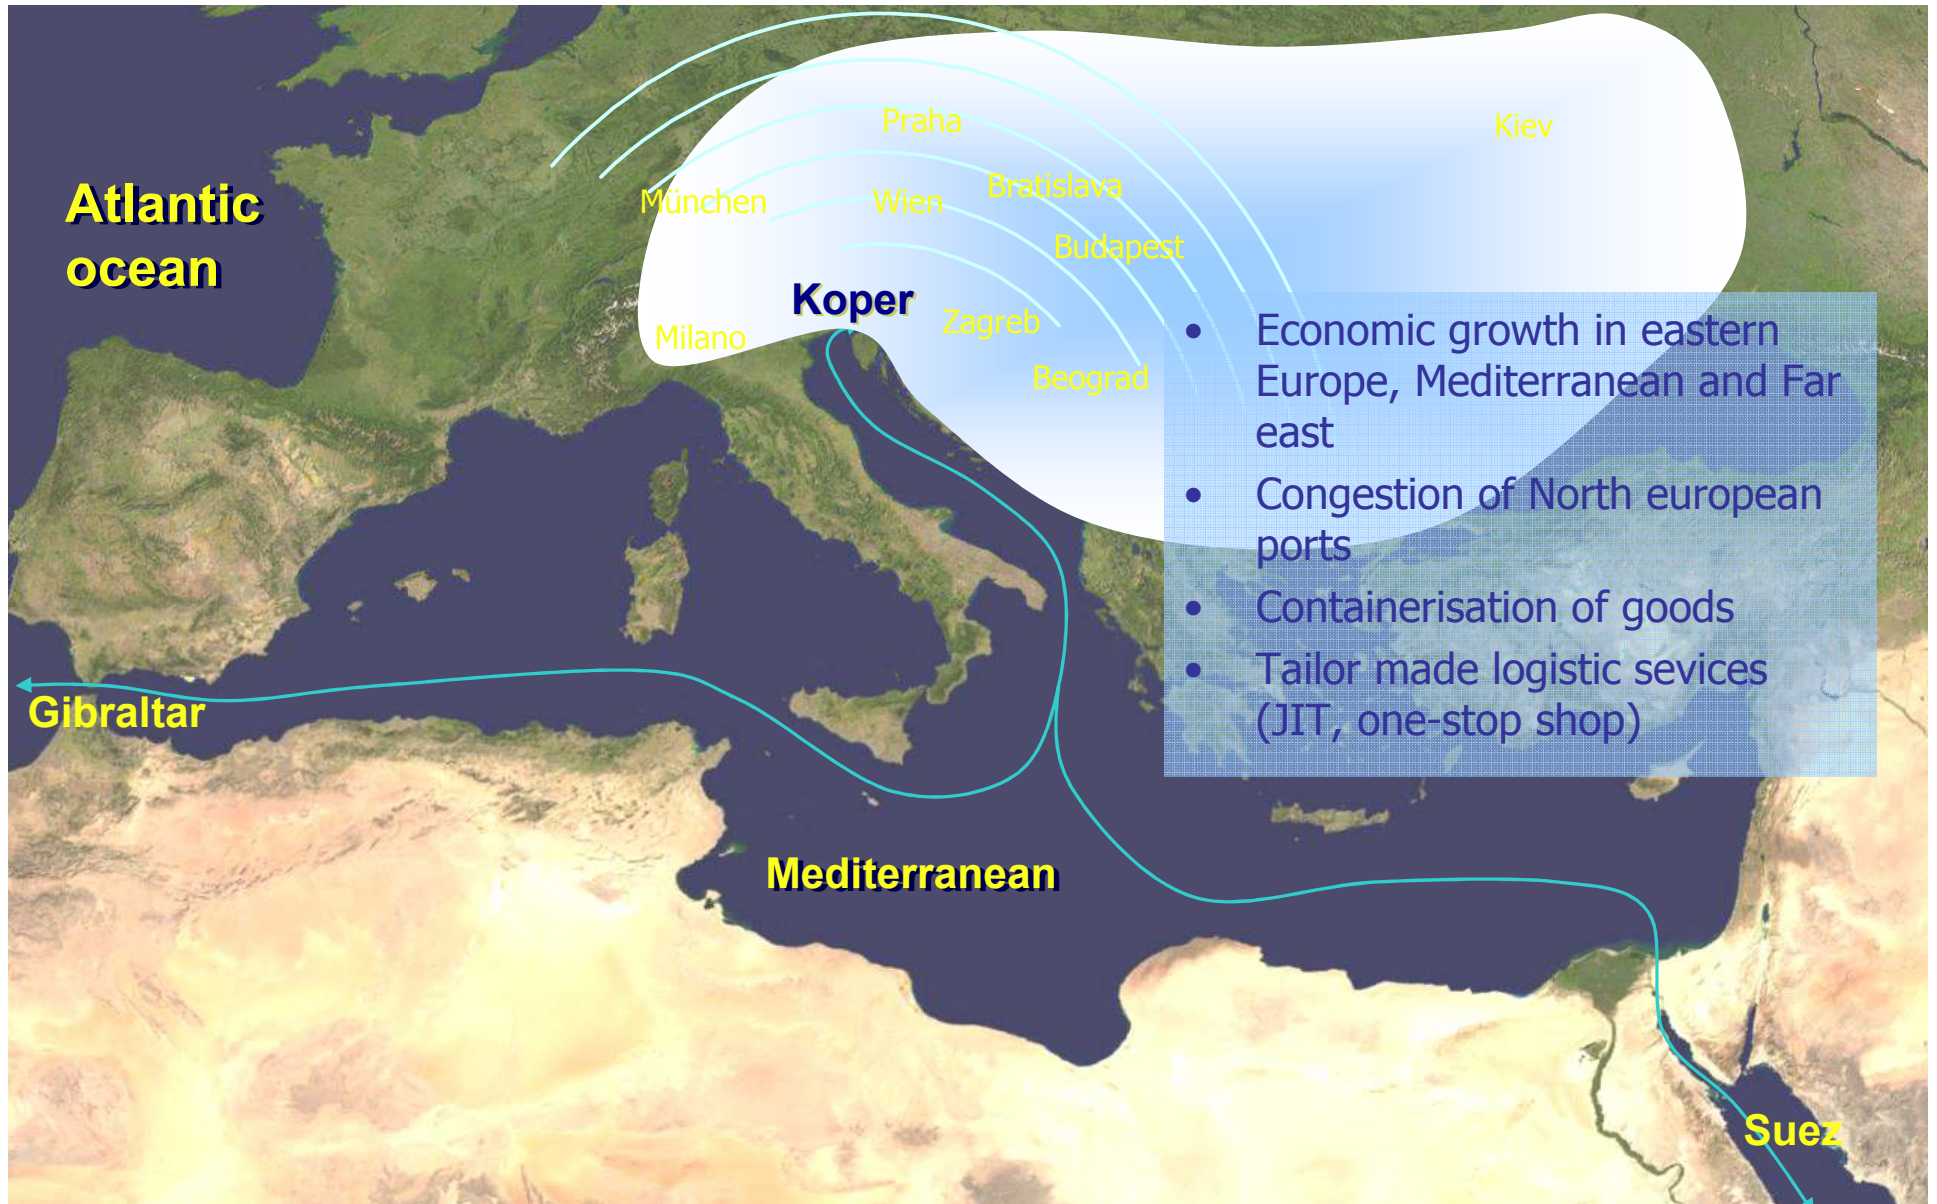 Praha
Kiev
Atlantic
ocean
München
Wien
Bratislava
Budapest
Koper
Zagreb
Milano
Beograd
• Economic growth in eastern
Europe, Mediterranean and Far
east
• Congestion of North european
ports
• Containerisation of goods
• Tailor made logistic sevices
(JIT, one-stop shop)
Gibraltar
Mediterranean
Suez